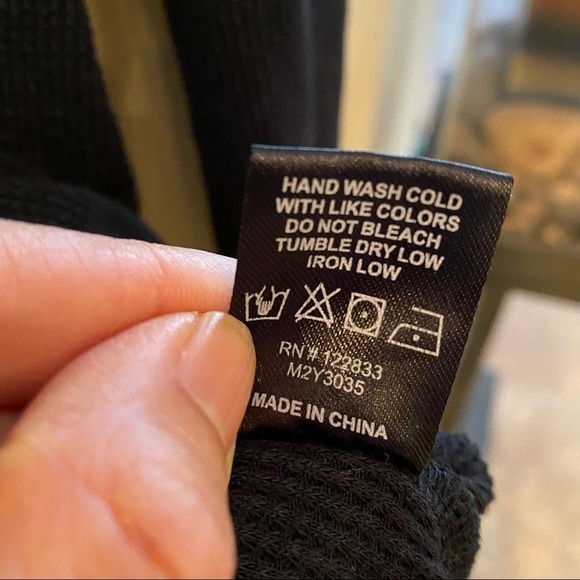 HAND WASH COLD
WITH LIKE COLORS
DO NOT BLEACH
TUMBLE DRY LOW
IRON LOW
RN # 122833
M2Y3035
MADE IN CHINA